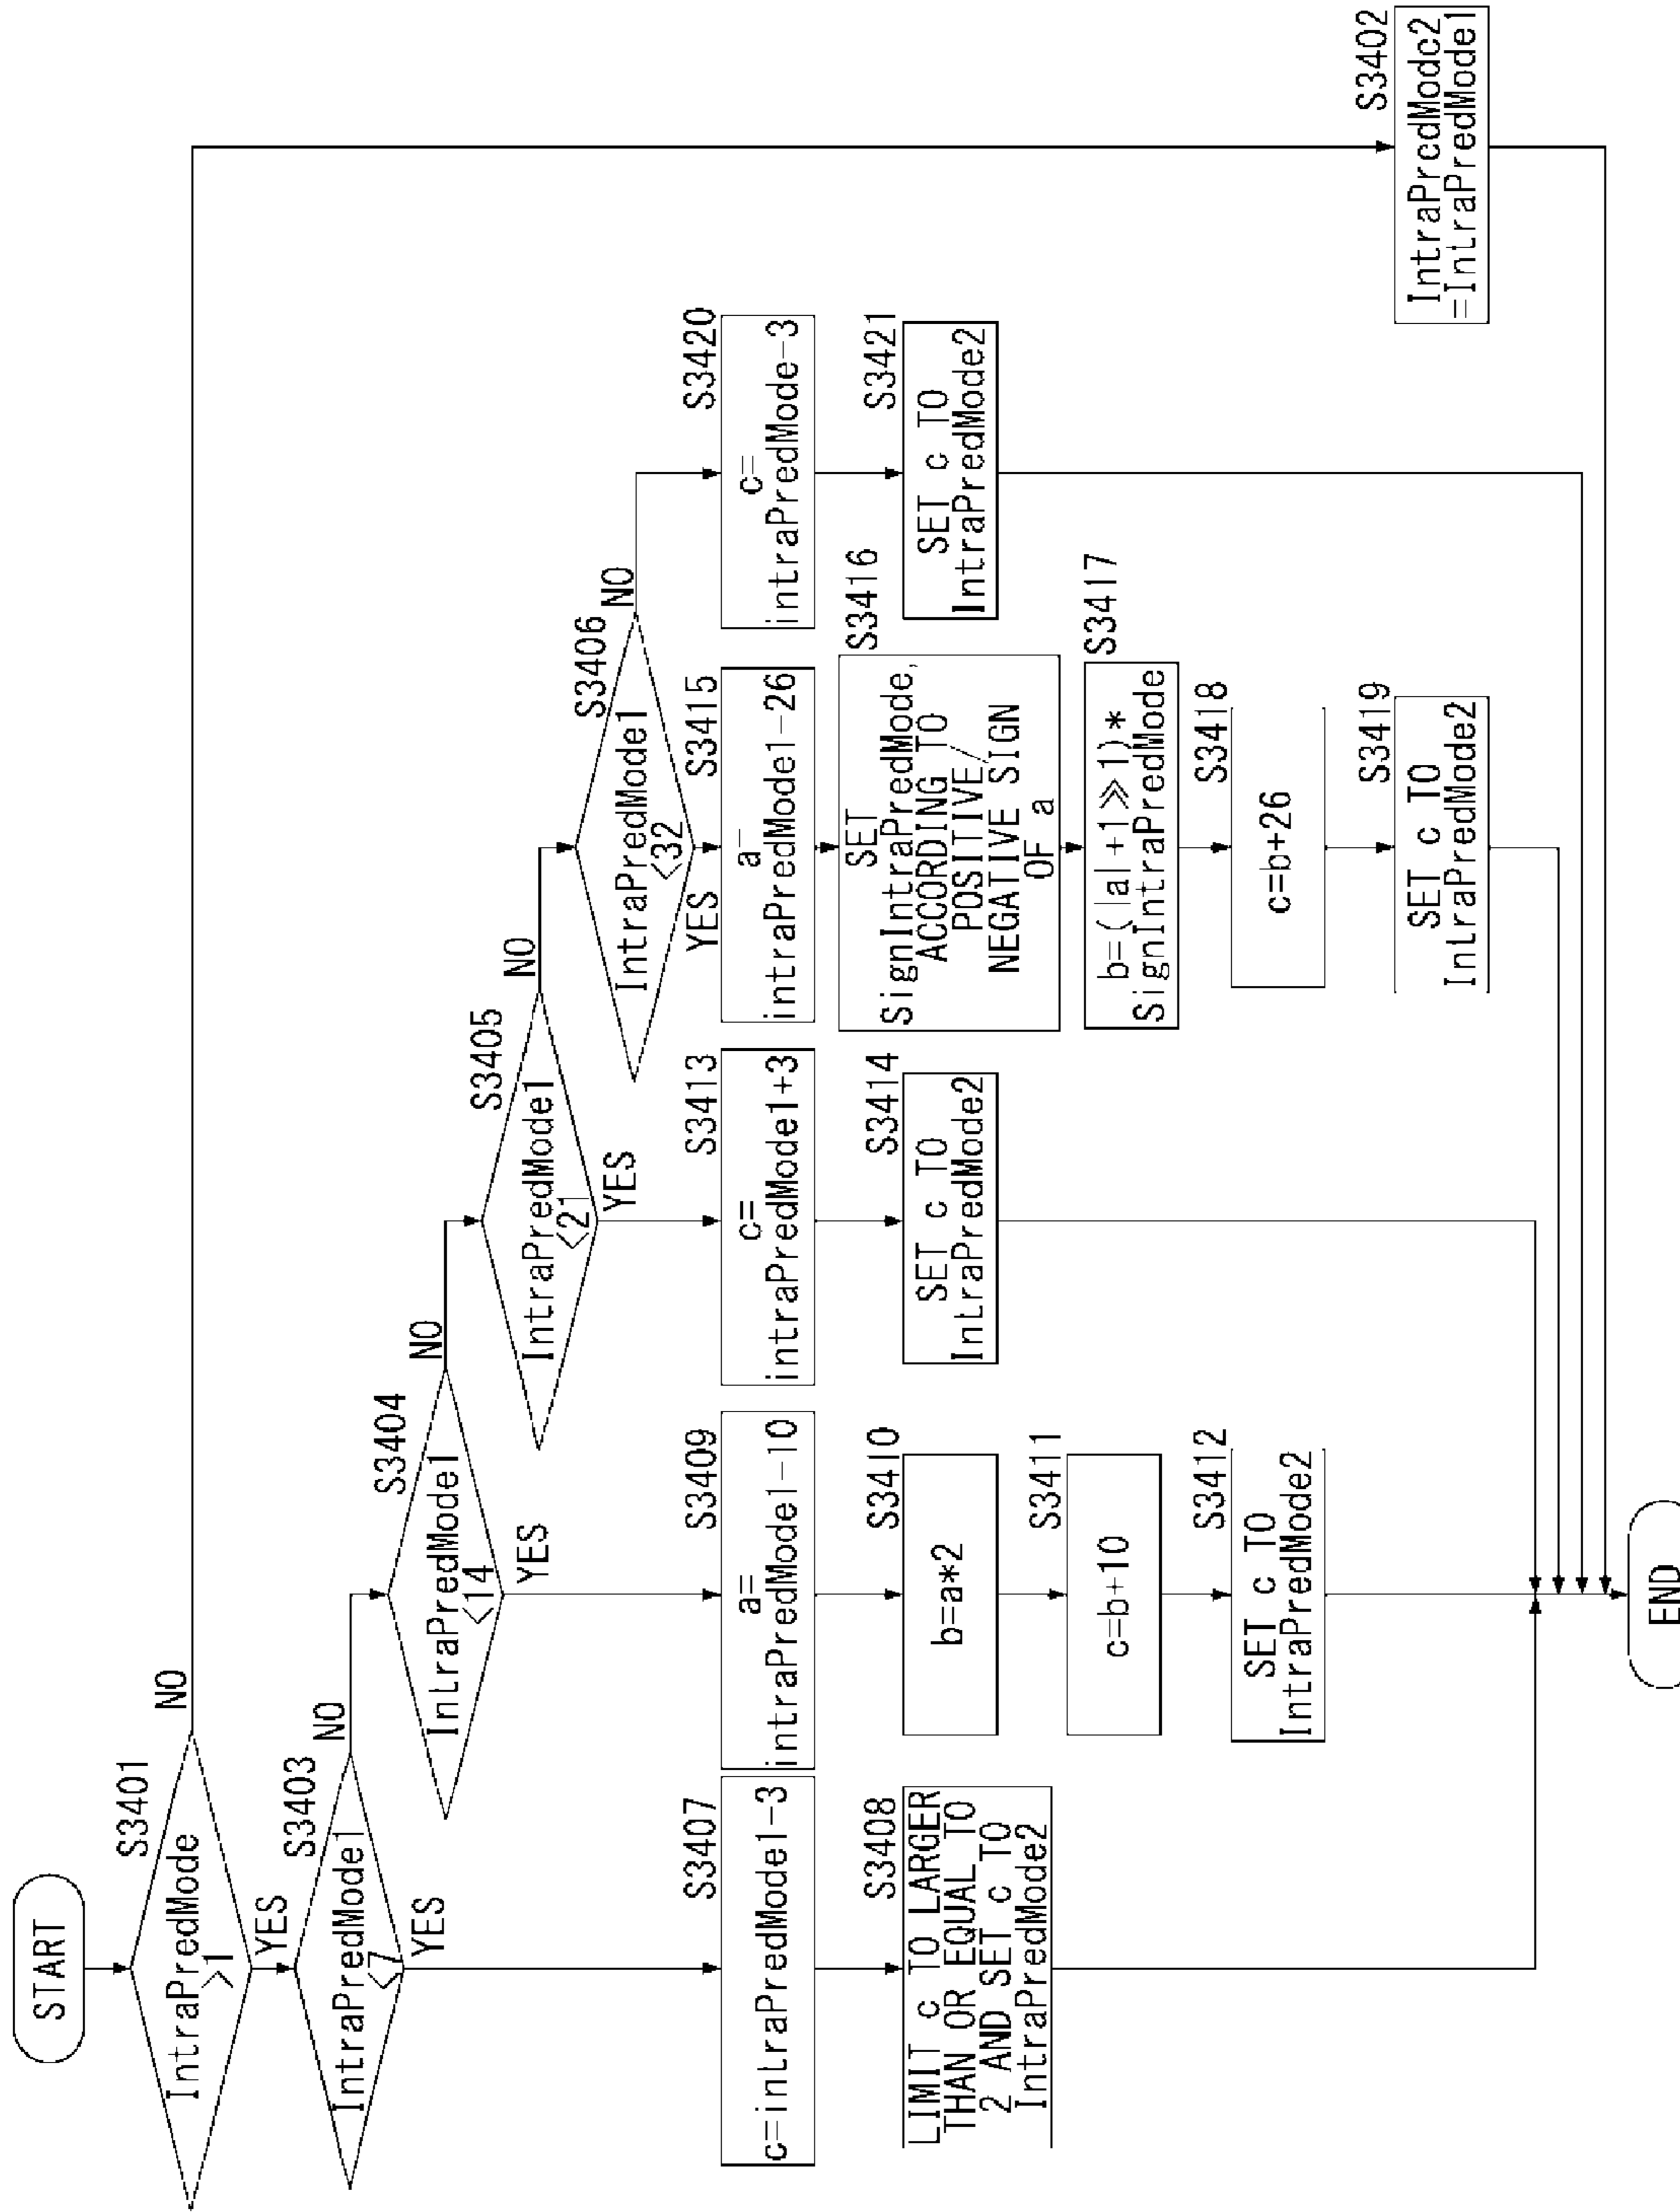 START
S3401
IntraPredMode
>1
NO
YES
S3403
IntraPredMode1
<7
NO
YES
S3404
IntraPredMode1
<14
NO
YES
S3405
IntraPredMode1
<21
NO
YES
S3406
IntraPredMode1
<32
NO
YES
S3407
c=intraPredMode1-3
S3408
LIMIT c TO LARGER
THAN OR EQUAL TO
2 AND SET c TO
IntraPredMode2
S3409
a=
intraPredMode1-10
S3410
b=a*2
S3411
c=b+10
S3412
SET c TO
IntraPredMode2
S3413
c=
intraPredMode1+3
S3414
SET c TO
IntraPredMode2
S3415
a-
intraPredMode1-26
S3416
SET
SignIntraPredMode,
ACCORDING TO
POSITIVE/
NEGATIVE SIGN
OF a
S3417
b=(|a|+1≫1)*
SignIntraPredMode
S3418
c=b+26
S3419
SET c TO
IntraPredMode2
S3420
c=
intraPredMode-3
S3421
SET c TO
IntraPredMode2
S3402
IntraPrcdModc2
=IntraPredMode1
END